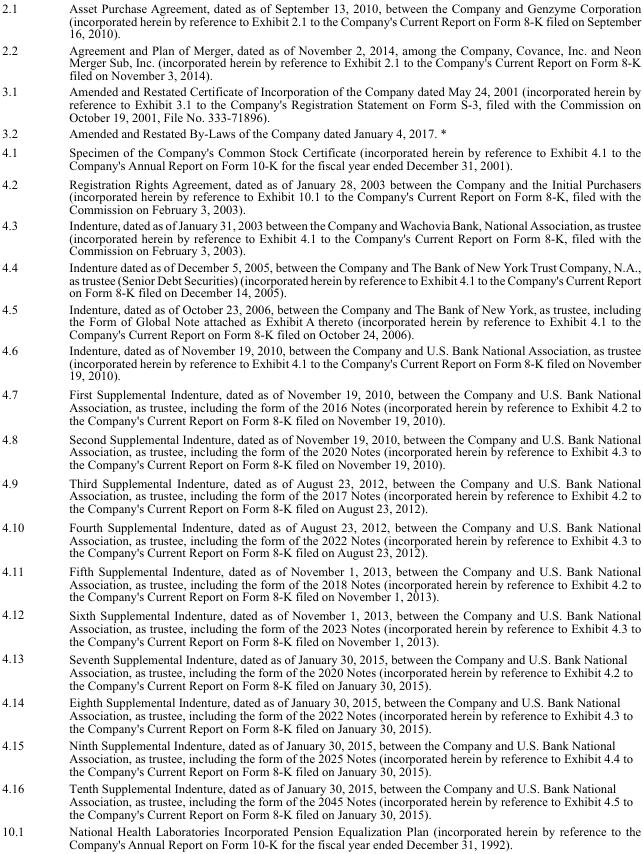 2.1 Asset Purchase Agreement, dated as of September 13, 2010, between the Company and Genzyme Corporation
(incorporated herein by reference to Exhibit 2.1 to the Company's Current Report on Form 8-K filed on September
16, 2010).
2.2 Agreement and Plan of Merger, dated as of November 2, 2014, among the Company, Covance, Inc. and Neon
Merger Sub, Inc. (incorporated herein by reference to Exhibit 2.1 to the Company's Current Report on Form 8-K
filed on November 3, 2014).
3.1 Amended and Restated Certificate of Incorporation of the Company dated May 24, 2001 (incorporated herein by
reference to Exhibit 3.1 to the Company's Registration Statement on Form S-3, filed with the Commission on
October 19, 2001, File No. 333-71896).
3.2 Amended and Restated By-Laws of the Company dated January 4, 2017. *
4.1 Specimen of the Company's Common Stock Certificate (incorporated herein by reference to Exhibit 4.1 to the
Company's Annual Report on Form 10-K for the fiscal year ended December 31, 2001).
4.2 Registration Rights Agreement, dated as of January 28, 2003 between the Company and the Initial Purchasers
(incorporated herein by reference to Exhibit 10.1 to the Company's Current Report on Form 8-K, filed with the
Commission on February 3, 2003).
4.3 Indenture, dated as of January 31, 2003 between the Company and Wachovia Bank, National Association, as trustee
(incorporated herein by reference to Exhibit 4.1 to the Company's Current Report on Form 8-K, filed with the
Commission on February 3, 2003).
4.4 Indenture dated as of December 5, 2005, between the Company and The Bank of New York Trust Company, N.A.,
as trustee (Senior Debt Securities) (incorporated herein by reference to Exhibit 4.1 to the Company's Current Report
on Form 8-K filed on December 14, 2005).
4.5 Indenture, dated as of October 23, 2006, between the Company and The Bank of New York, as trustee, including
the Form of Global Note attached as Exhibit A thereto (incorporated herein by reference to Exhibit 4.1 to the
Company's Current Report on Form 8-K filed on October 24, 2006).
4.6 Indenture, dated as of November 19, 2010, between the Company and U.S. Bank National Association, as trustee
(incorporated herein by reference to Exhibit 4.1 to the Company's Current Report on Form 8-K filed on November
19, 2010).
4.7 First Supplemental Indenture, dated as of November 19, 2010, between the Company and U.S. Bank National
Association, as trustee, including the form of the 2016 Notes (incorporated herein by reference to Exhibit 4.2 to
the Company's Current Report on Form 8-K filed on November 19, 2010).
4.8 Second Supplemental Indenture, dated as of November 19, 2010, between the Company and U.S. Bank National
Association, as trustee, including the form of the 2020 Notes (incorporated herein by reference to Exhibit 4.3 to
the Company's Current Report on Form 8-K filed on November 19, 2010).
4.9 Third Supplemental Indenture, dated as of August 23, 2012, between the Company and U.S. Bank National
Association, as trustee, including the form of the 2017 Notes (incorporated herein by reference to Exhibit 4.2 to
the Company's Current Report on Form 8-K filed on August 23, 2012).
4.10 Fourth Supplemental Indenture, dated as of August 23, 2012, between the Company and U.S. Bank National
Association, as trustee, including the form of the 2022 Notes (incorporated herein by reference to Exhibit 4.3 to
the Company's Current Report on Form 8-K filed on August 23, 2012).
4.11 Fifth Supplemental Indenture, dated as of November 1, 2013, between the Company and U.S. Bank National
Association, as trustee, including the form of the 2018 Notes (incorporated herein by reference to Exhibit 4.2 to
the Company's Current Report on Form 8-K filed on November 1, 2013).
4.12 Sixth Supplemental Indenture, dated as of November 1, 2013, between the Company and U.S. Bank National
Association, as trustee, including the form of the 2023 Notes (incorporated herein by reference to Exhibit 4.3 to
the Company's Current Report on Form 8-K filed on November 1, 2013).
4.13 Seventh Supplemental Indenture, dated as of January 30, 2015, between the Company and U.S. Bank National
Association, as trustee, including the form of the 2020 Notes (incorporated herein by reference to Exhibit 4.2 to
the Company's Current Report on Form 8-K filed on January 30, 2015).
4.14 Eighth Supplemental Indenture, dated as of January 30, 2015, between the Company and U.S. Bank National
Association, as trustee, including the form of the 2022 Notes (incorporated herein by reference to Exhibit 4.3 to
the Company's Current Report on Form 8-K filed on January 30, 2015).
4.15 Ninth Supplemental Indenture, dated as of January 30, 2015, between the Company and U.S. Bank National
Association, as trustee, including the form of the 2025 Notes (incorporated herein by reference to Exhibit 4.4 to
the Company's Current Report on Form 8-K filed on January 30, 2015).
4.16 Tenth Supplemental Indenture, dated as of January 30, 2015, between the Company and U.S. Bank National
Association, as trustee, including the form of the 2045 Notes (incorporated herein by reference to Exhibit 4.5 to
the Company's Current Report on Form 8-K filed on January 30, 2015).
10.1 National Health Laboratories Incorporated Pension Equalization Plan (incorporated herein by reference to the
Company's Annual Report on Form 10-K for the fiscal year ended December 31, 1992).